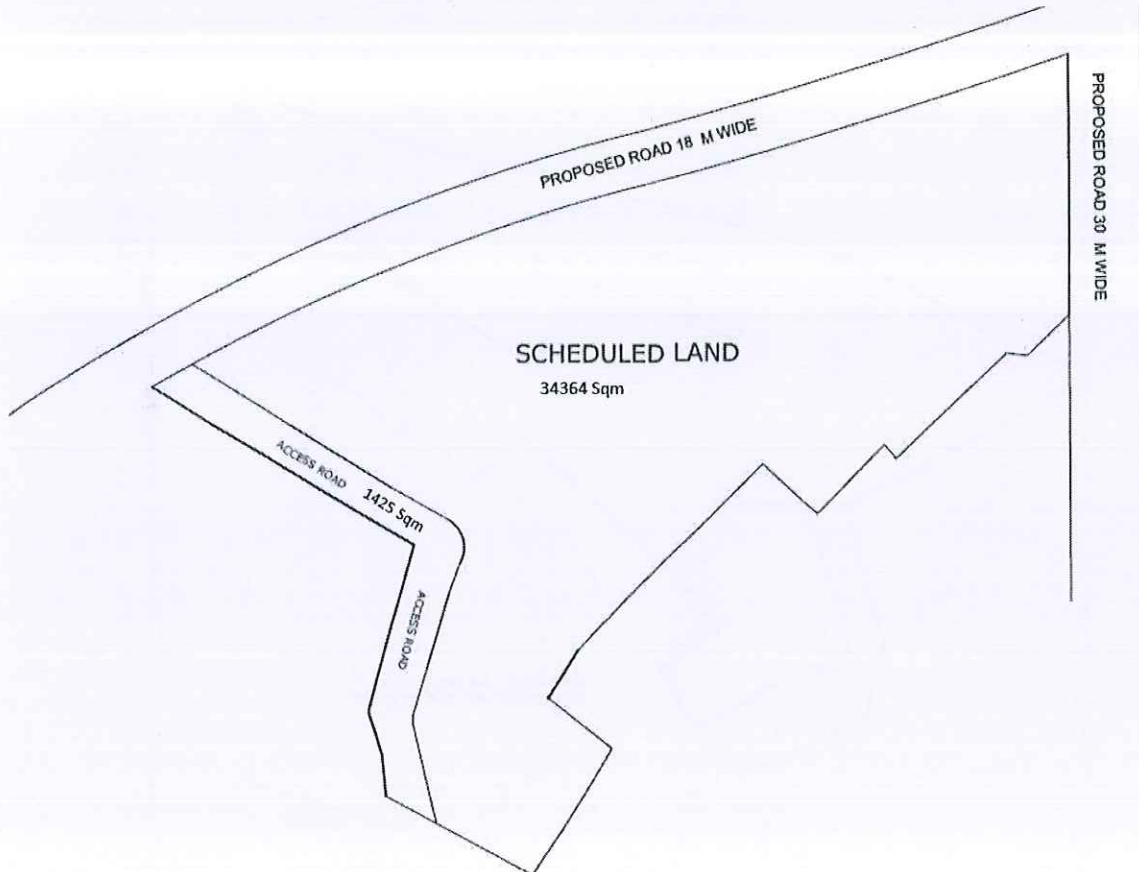 PROPOSED ROAD 18 M WIDE
PROPOSED ROAD 30 M WIDE
SCHEDULED LAND
34364 Sqm
ACCESS ROAD
1425 Sqm
ACCESS ROAD